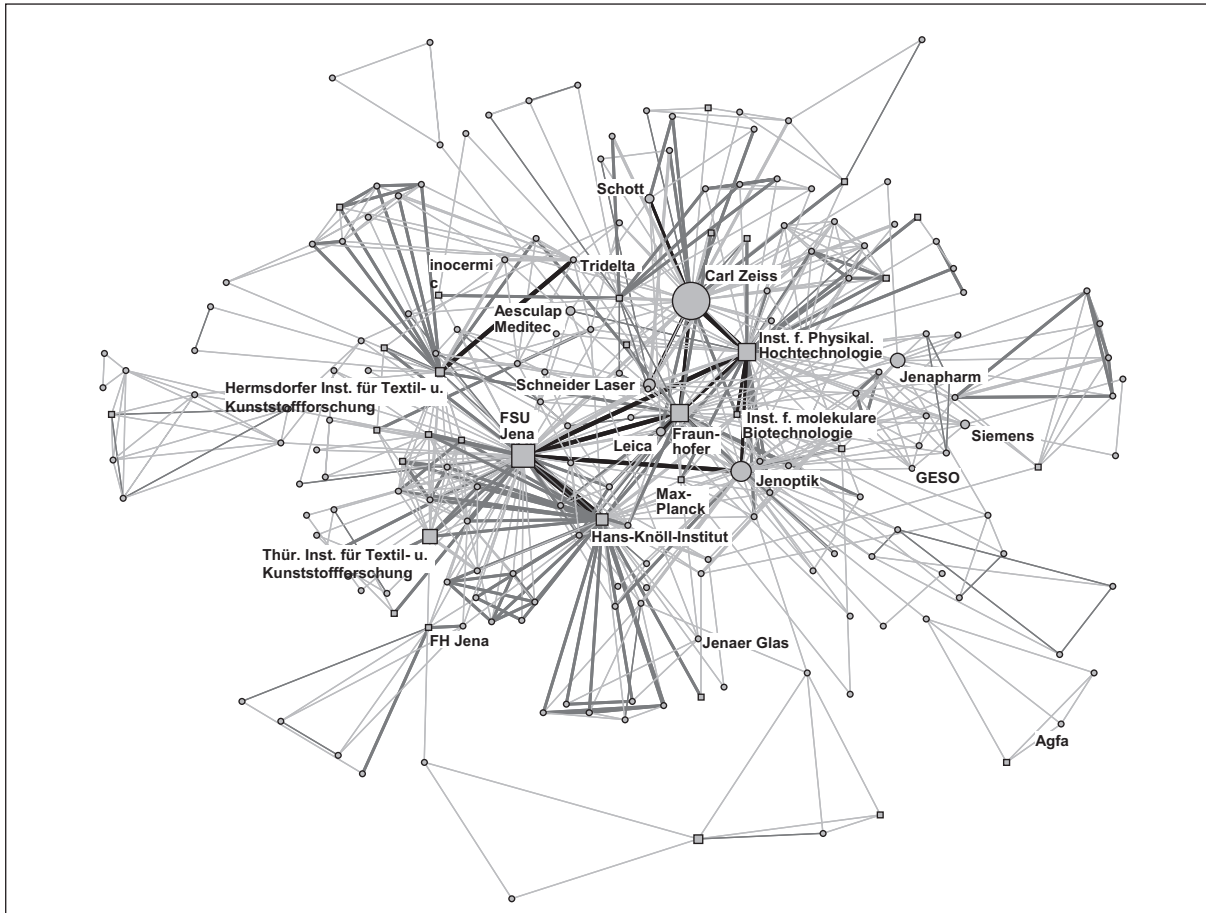 Schott
inocermi
c
Tridelta
Carl Zeiss
Aesculap
Meditec
Inst. f. Physikal.
Hochtechnologie
Jenapharm
Schneider Laser
Hermsdorfer Inst. für Textil- u.
Kunststoffforschung
FSU
Jena
Leica
Fraun-
hofer
Inst. f. molekulare
Biotechnologie
Siemens
GESO
Jenoptik
Max-
Planck
Hans-Knöll-Institut
Thür. Inst. für Textil- u.
Kunststoffforschung
FH Jena
Jenaer Glas
Agfa